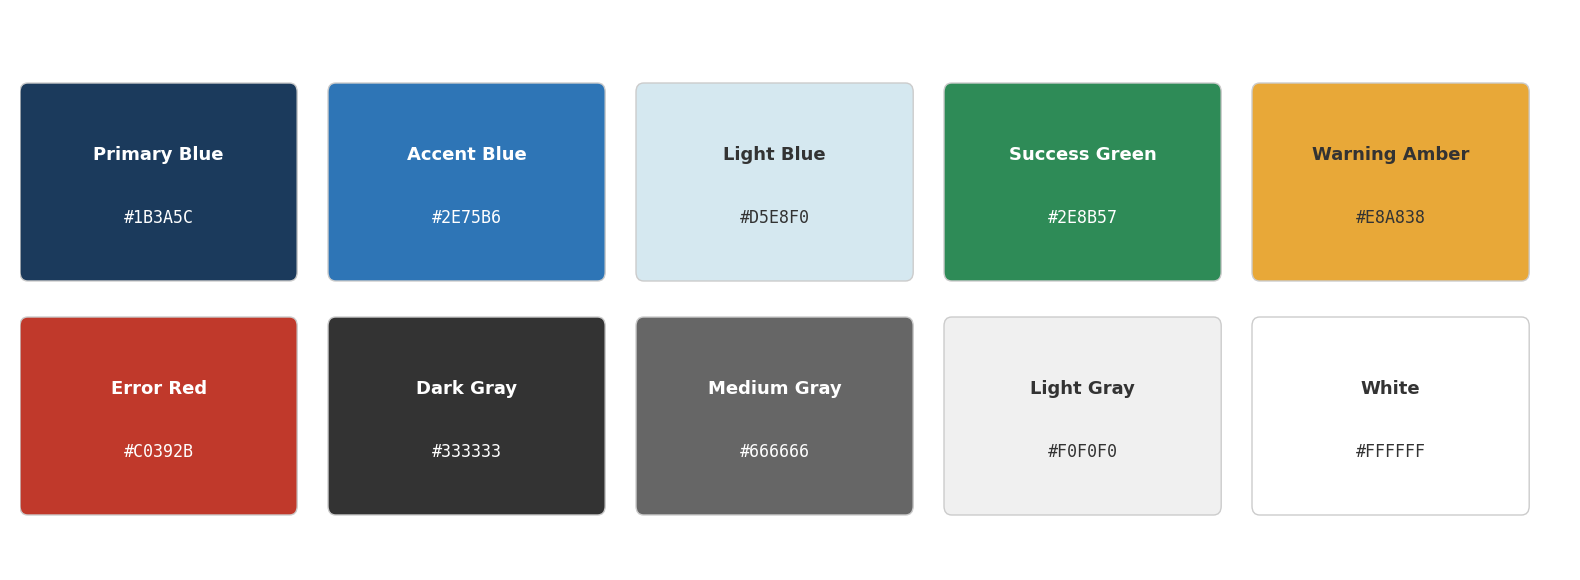 Primary Blue
#1B3A5C
Accent Blue
#2E75B6
Light Blue
#D5E8F0
Success Green
#2E8B57
Warning Amber
#E8A838
Error Red
#C0392B
Dark Gray
#333333
Medium Gray
#666666
Light Gray
#F0F0F0
White
#FFFFFF